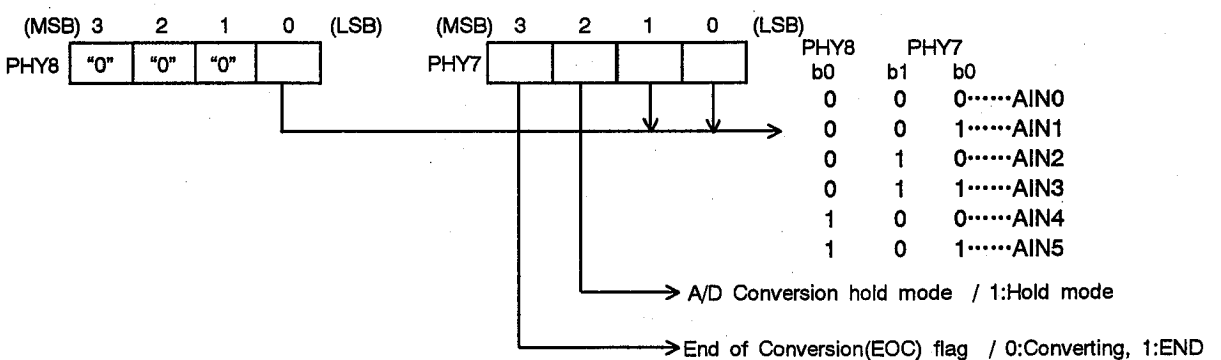 (MSB) 3 2 1 0 (LSB) (MSB) 3 2 1 0 (LSB)
PHY8 "0" "0" "0" PHY7
PHY8 PHY7
b0 b1 b0
0 0 0······AIN0
0 0 1······AIN1
0 1 0······AIN2
0 1 1······AIN3
1 0 0······AIN4
1 0 1······AIN5
A/D Conversion hold mode / 1:Hold mode
End of Conversion(EOC) flag / 0:Converting, 1:END